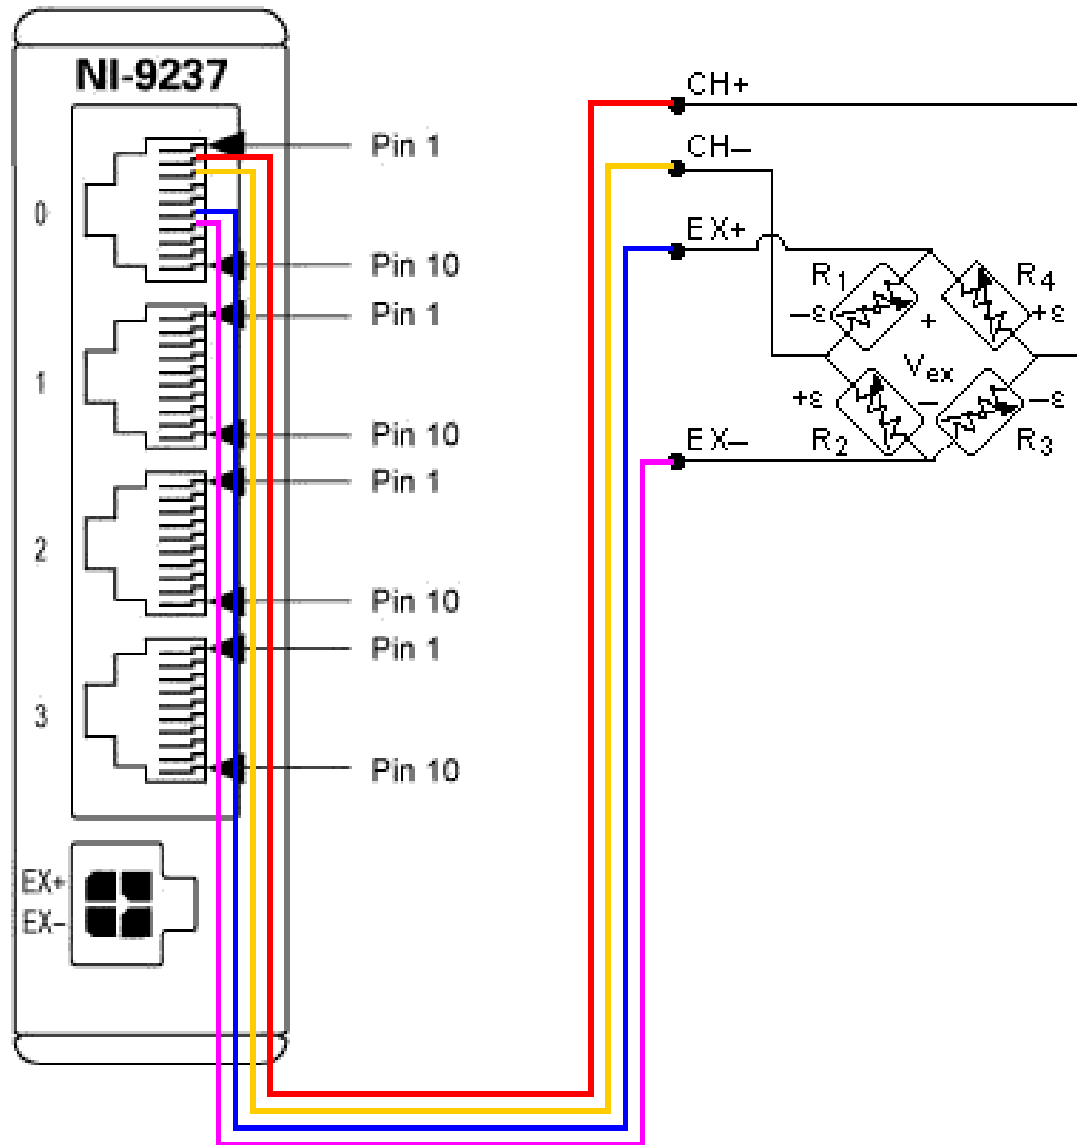 NI-9237
0
Pin 1
Pin 10
1
Pin 1
Pin 10
2
Pin 1
Pin 10
3
Pin 1
Pin 10
EX+
EX–
CH+
CH–
EX+
EX–
R1
R4
–ε
+
+ε
Vex
+ε
–
–ε
R2
R3